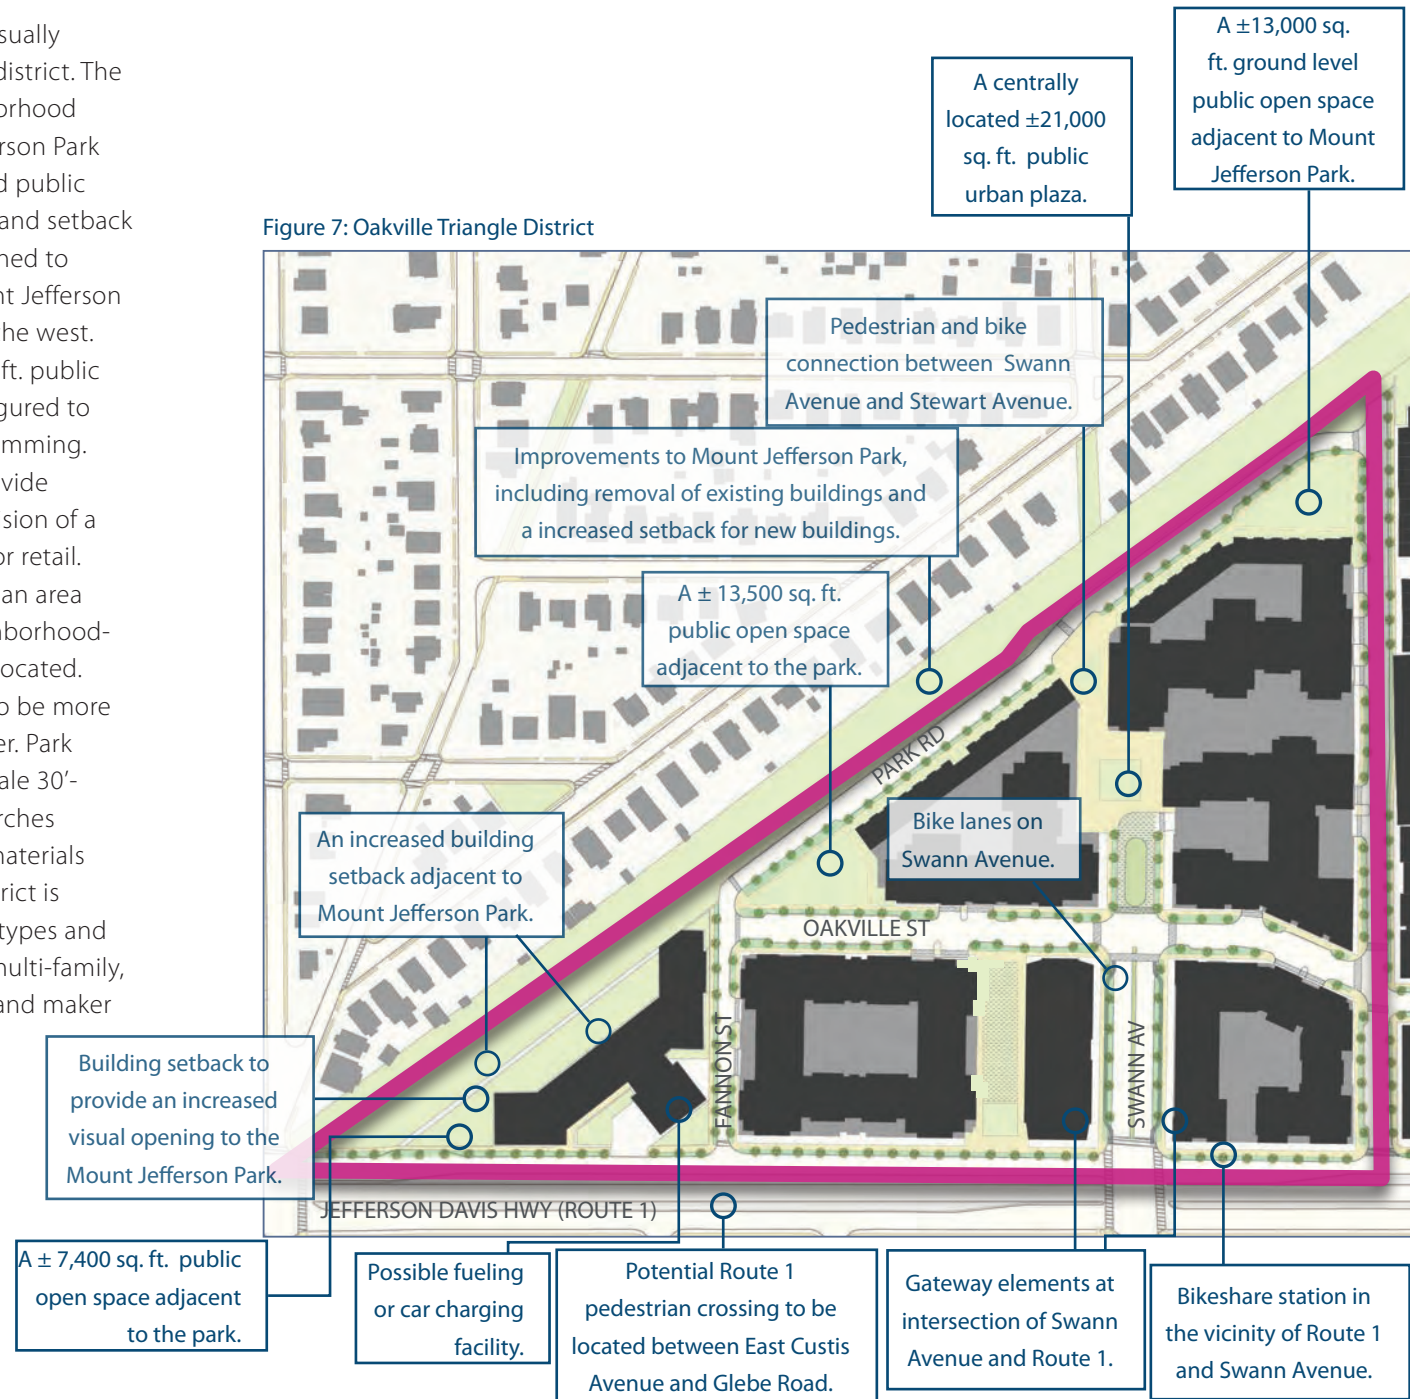 sually
district. The
orhood
rson Park
d public
and setback
ned to
nt Jefferson
the west.
ft. public
gured to
mming.
vide
sion of a
or retail.
an area
nborhood-
ocated.
o be more
er. Park
ale 30’-
rches
naterials
rict is
types and
nulti-family,
and maker
Figure 7: Oakville Triangle District
A centrally
located ±21,000
sq. ft. public
urban plaza.
A ±13,000 sq.
ft. ground level
public open space
adjacent to Mount
Jefferson Park.
Pedestrian and bike
connection between Swann
Avenue and Stewart Avenue.
Improvements to Mount Jefferson Park,
including removal of existing buildings and
a increased setback for new buildings.
A ± 13,500 sq. ft.
public open space
adjacent to the park.
PARK RD
Bike lanes on
Swann Avenue.
An increased building
setback adjacent to
Mount Jefferson Park.
OAKVILLE ST
FANNON ST
SWANN AV
Building setback to
provide an increased
visual opening to the
Mount Jefferson Park.
JEFFERSON DAVIS HWY (ROUTE 1)
A ± 7,400 sq. ft. public
open space adjacent
to the park.
Possible fueling
or car charging
facility.
Potential Route 1
pedestrian crossing to be
located between East Custis
Avenue and Glebe Road.
Gateway elements at
intersection of Swann
Avenue and Route 1.
Bikeshare station in
the vicinity of Route 1
and Swann Avenue.